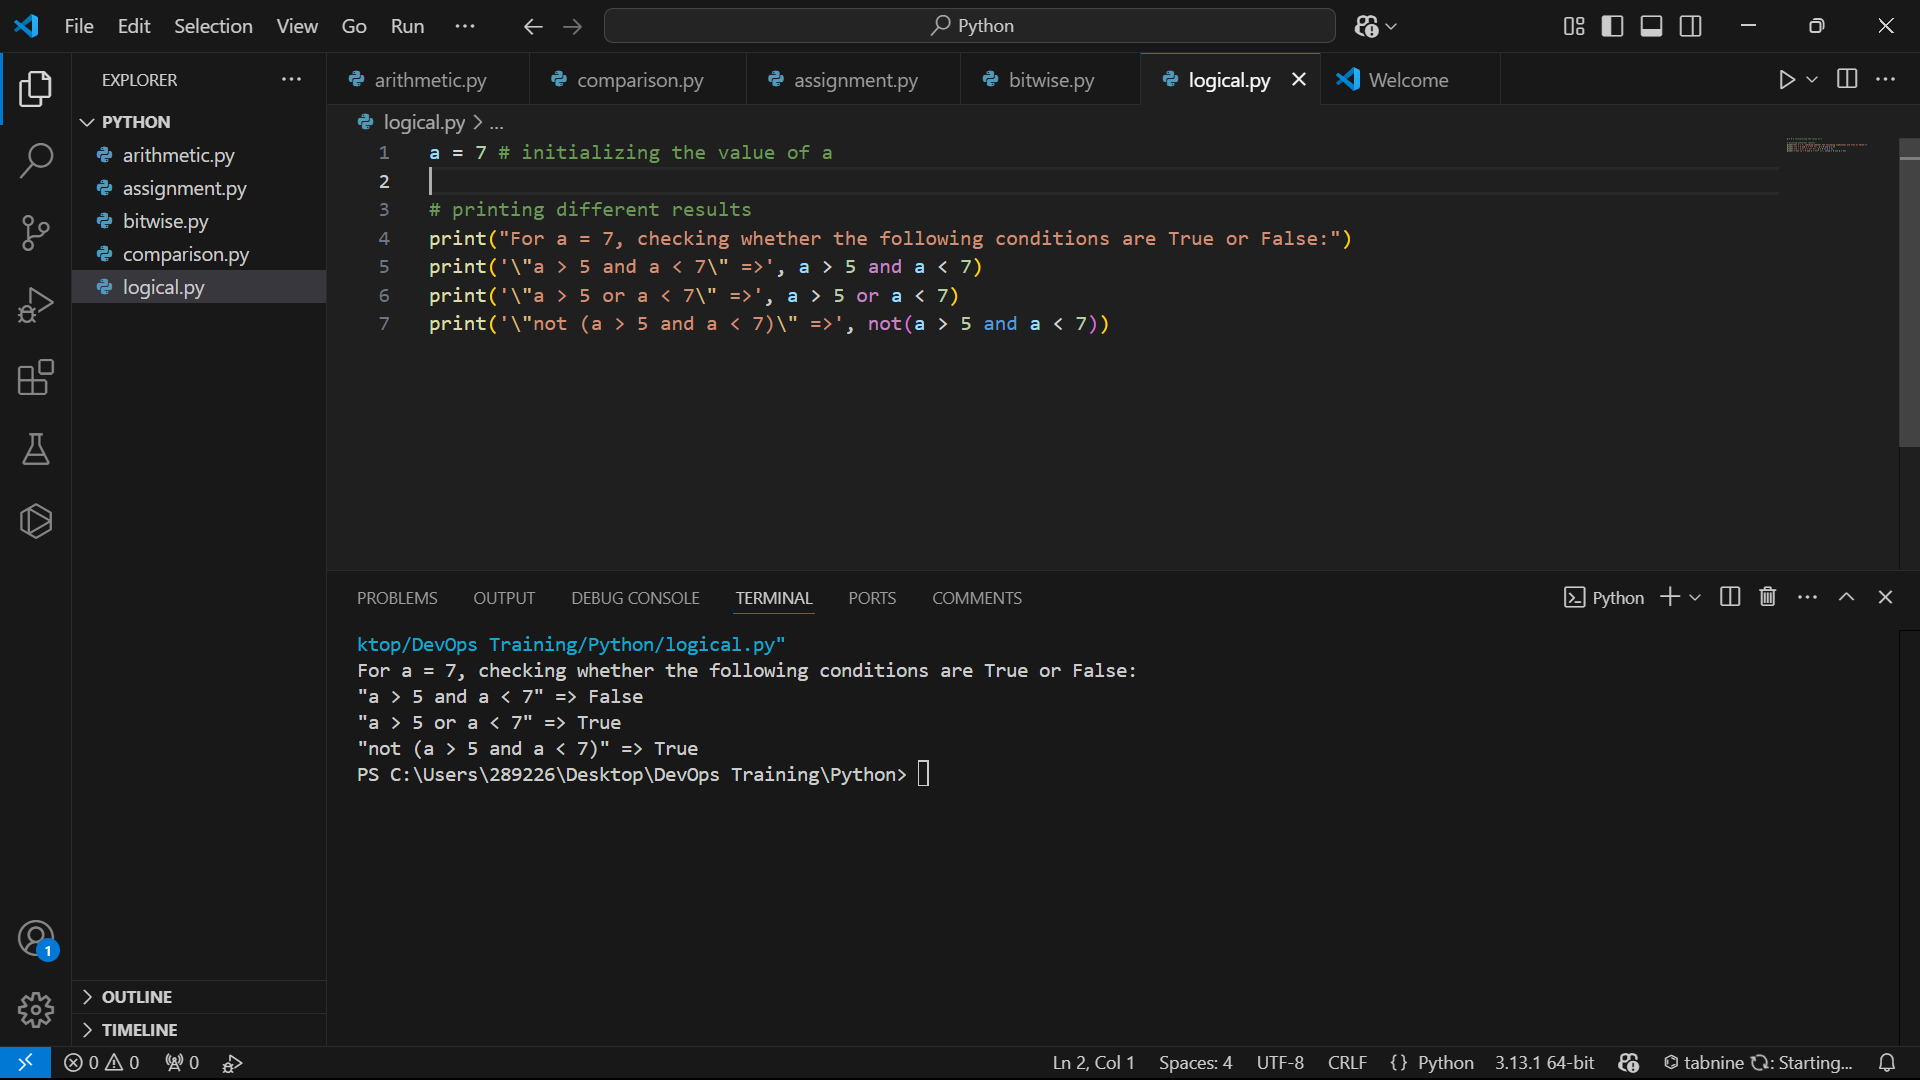 File Edit Selection View Go Run ··· Python
EXPLORER ···
PYTHON
arithmetic.py
assignment.py
bitwise.py
comparison.py
logical.py
arithmetic.py comparison.py assignment.py bitwise.py logical.py Welcome ···
logical.py > ...
1 a = 7 # initializing the value of a
2
3 # printing different results
4 print("For a = 7, checking whether the following conditions are True or False:")
5 print('\"a > 5 and a < 7\" =>', a > 5 and a < 7)
6 print('\"a > 5 or a < 7\" =>', a > 5 or a < 7)
7 print('\"not (a > 5 and a < 7)\" =>', not(a > 5 and a < 7))
PROBLEMS OUTPUT DEBUG CONSOLE TERMINAL PORTS COMMENTS Python ···
ktop/DevOps Training/Python/logical.py"
For a = 7, checking whether the following conditions are True or False:
"a > 5 and a < 7" => False
"a > 5 or a < 7" => True
"not (a > 5 and a < 7)" => True
PS C:\Users\289226\Desktop\DevOps Training\Python>
1
OUTLINE
TIMELINE
0 0 0 Ln 2, Col 1 Spaces: 4 UTF-8 CRLF {} Python 3.13.1 64-bit tabnine : Starting...